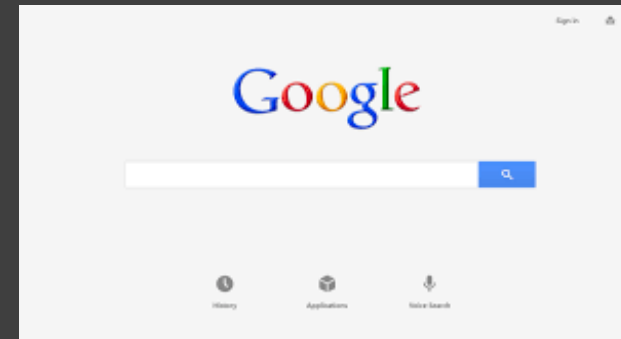 Sign in
Google
History
Applications
Voice Search